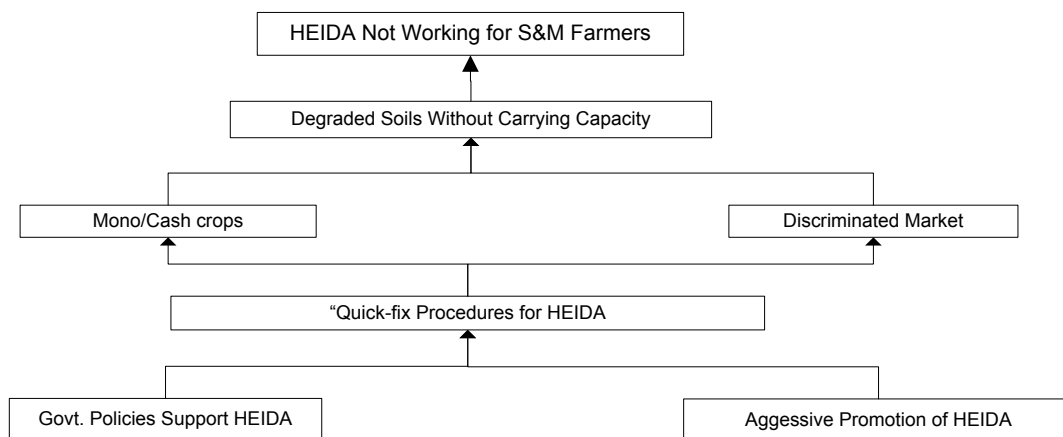 HEIDA Not Working for S&M Farmers
Degraded Soils Without Carrying Capacity
Mono/Cash crops
Discriminated Market
“Quick-fix Procedures for HEIDA
Govt. Policies Support HEIDA
Aggessive Promotion of HEIDA